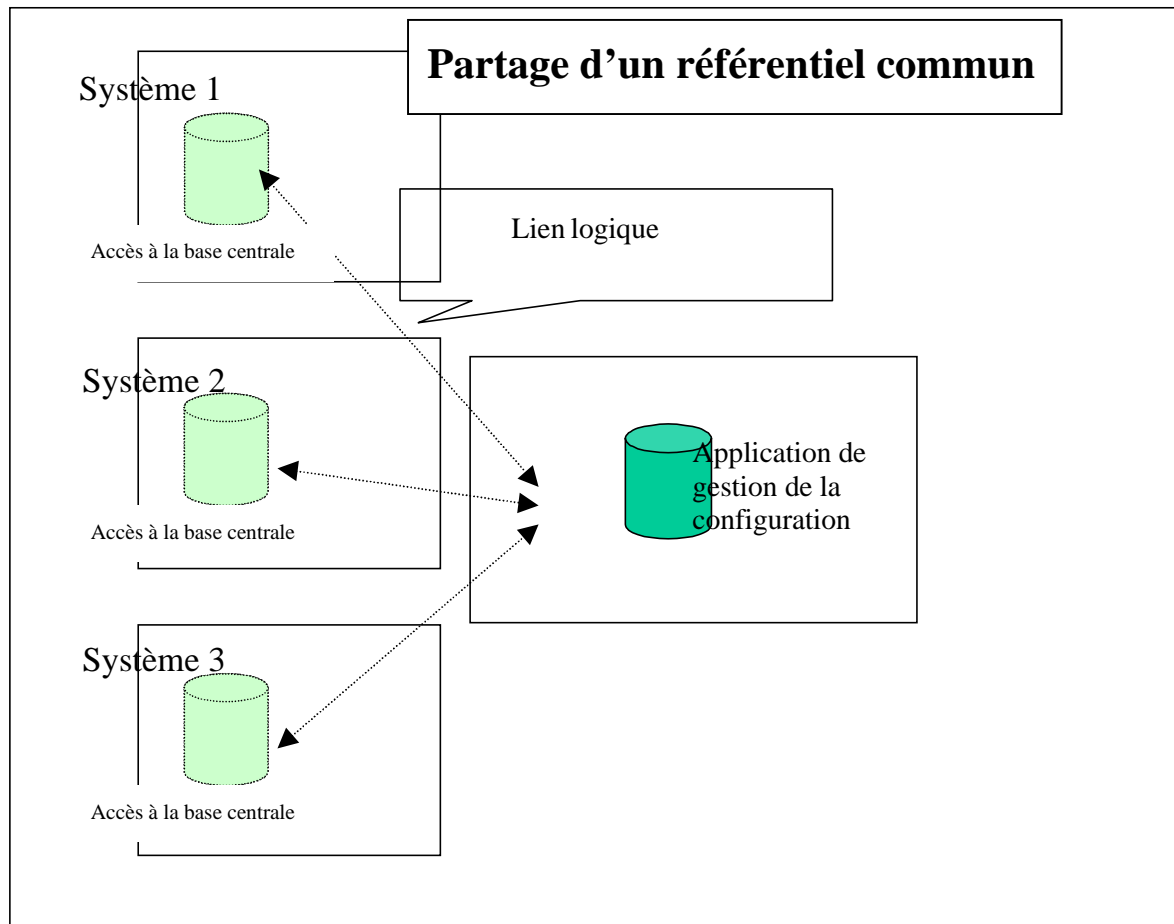 Partage d’un référentiel commun
Système 1
Accès à la base centrale
Lien logique
Système 2
Accès à la base centrale
Application de
gestion de la
configuration
Système 3
Accès à la base centrale